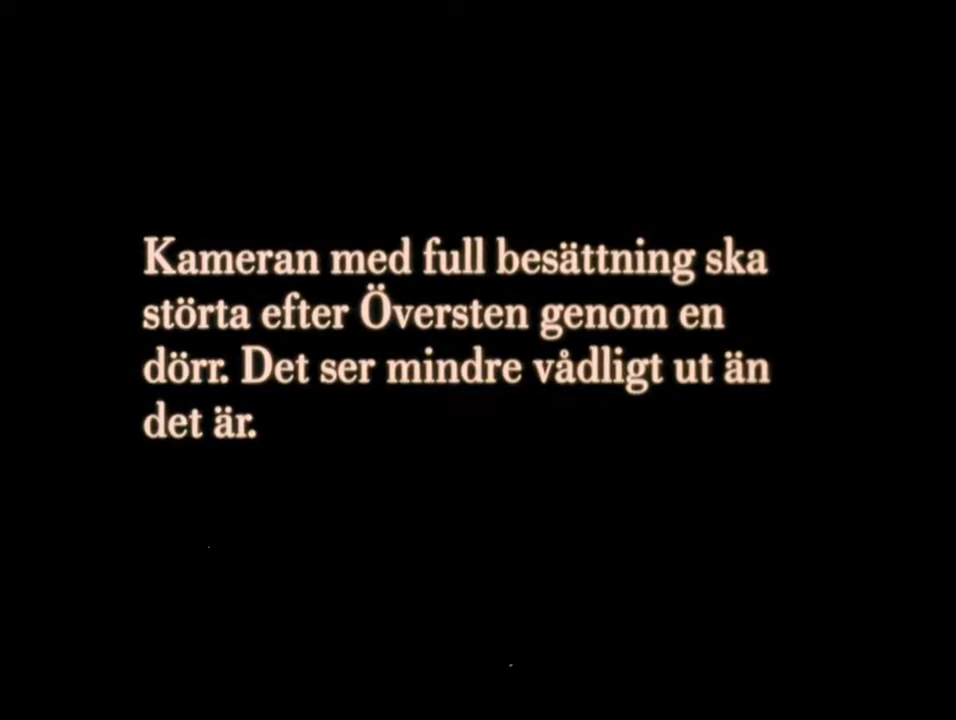 Kameran med full besättning ska
störta efter Översten genom en
dörr. Det ser mindre vådligt ut än
det är.